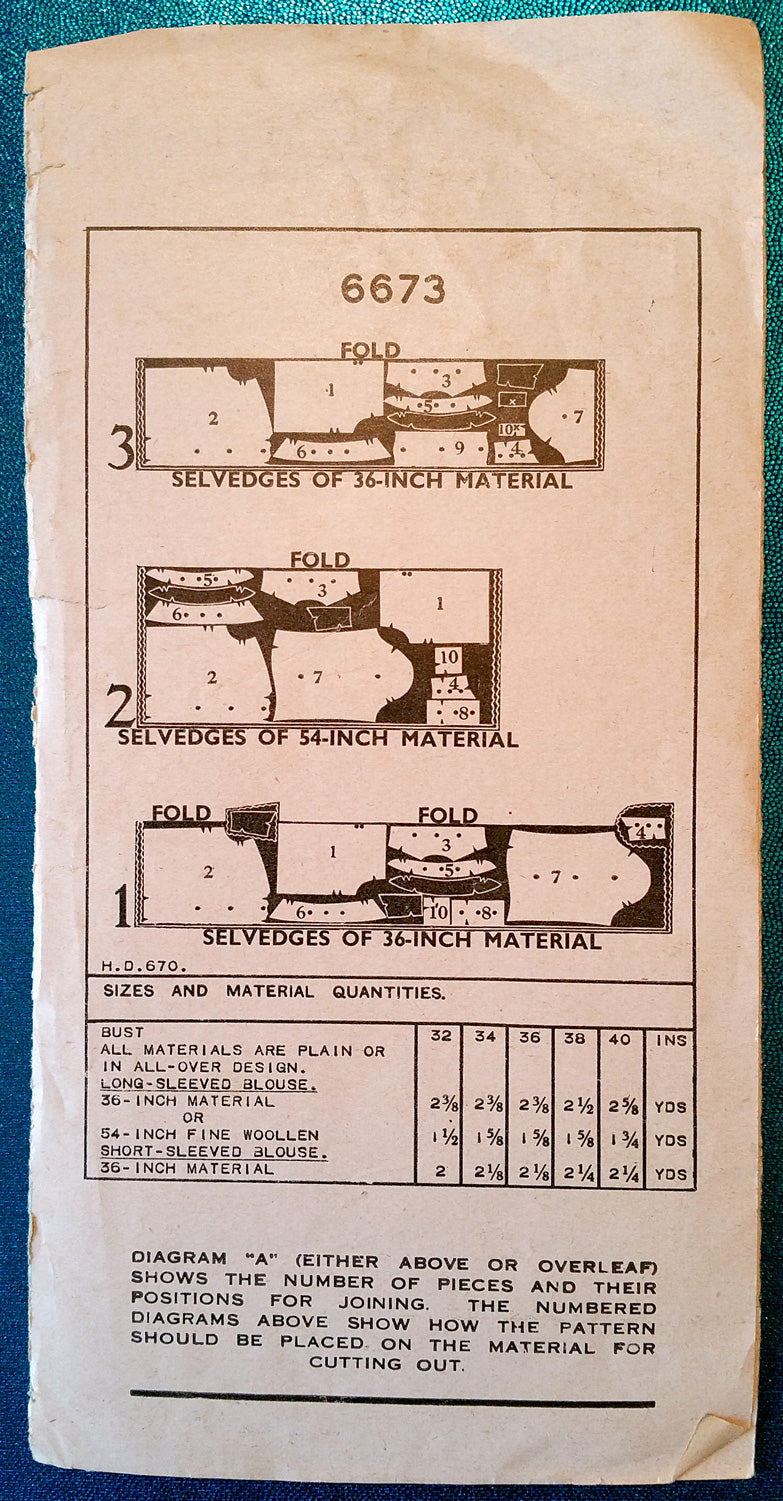 6673
FOLD
1
3
2
5
7
10
6
9
4
3
SELVEDGES OF 36-INCH MATERIAL
FOLD
5
3
1
6
2
7
10
4
8
2
SELVEDGES OF 54-INCH MATERIAL
FOLD
FOLD
4
2
1
3
5
7
6
10
8
1
SELVEDGES OF 36-INCH MATERIAL
H.D.670.
SIZES AND MATERIAL QUANTITIES.
BUST 32 34 36 38 40 INS
ALL MATERIALS ARE PLAIN OR
IN ALL-OVER DESIGN.
LONG-SLEEVED BLOUSE.
36-INCH MATERIAL 2⅜ 2⅜ 2⅜ 2½ 2⅝ YDS
OR
54-INCH FINE WOOLLEN 1½ 1⅝ 1⅝ 1⅝ 1¾ YDS
SHORT-SLEEVED BLOUSE.
36-INCH MATERIAL 2 2⅛ 2⅛ 2¼ 2¼ YDS
DIAGRAM "A" (EITHER ABOVE OR OVERLEAF)
SHOWS THE NUMBER OF PIECES AND THEIR
POSITIONS FOR JOINING. THE NUMBERED
DIAGRAMS ABOVE SHOW HOW THE PATTERN
SHOULD BE PLACED ON THE MATERIAL FOR
CUTTING OUT.